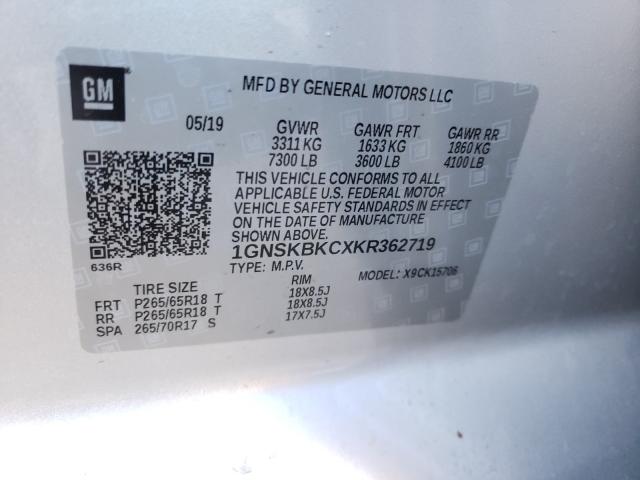 GM
MFD BY GENERAL MOTORS LLC
05/19 GVWR GAWR FRT GAWR RR
3311 KG 1633 KG 1860 KG
7300 LB 3600 LB 4100 LB
THIS VEHICLE CONFORMS TO ALL
APPLICABLE U.S. FEDERAL MOTOR
VEHICLE SAFETY STANDARDS IN EFFECT
ON THE DATE OF MANUFACTURE
SHOWN ABOVE.
1GNSKBKCXKR362719
636R TYPE: M.P.V. MODEL: X9CK15706
TIRE SIZE RIM
FRT P265/65R18 T 18X8.5J
RR P265/65R18 T 18X8.5J
SPA 265/70R17 S 17X7.5J